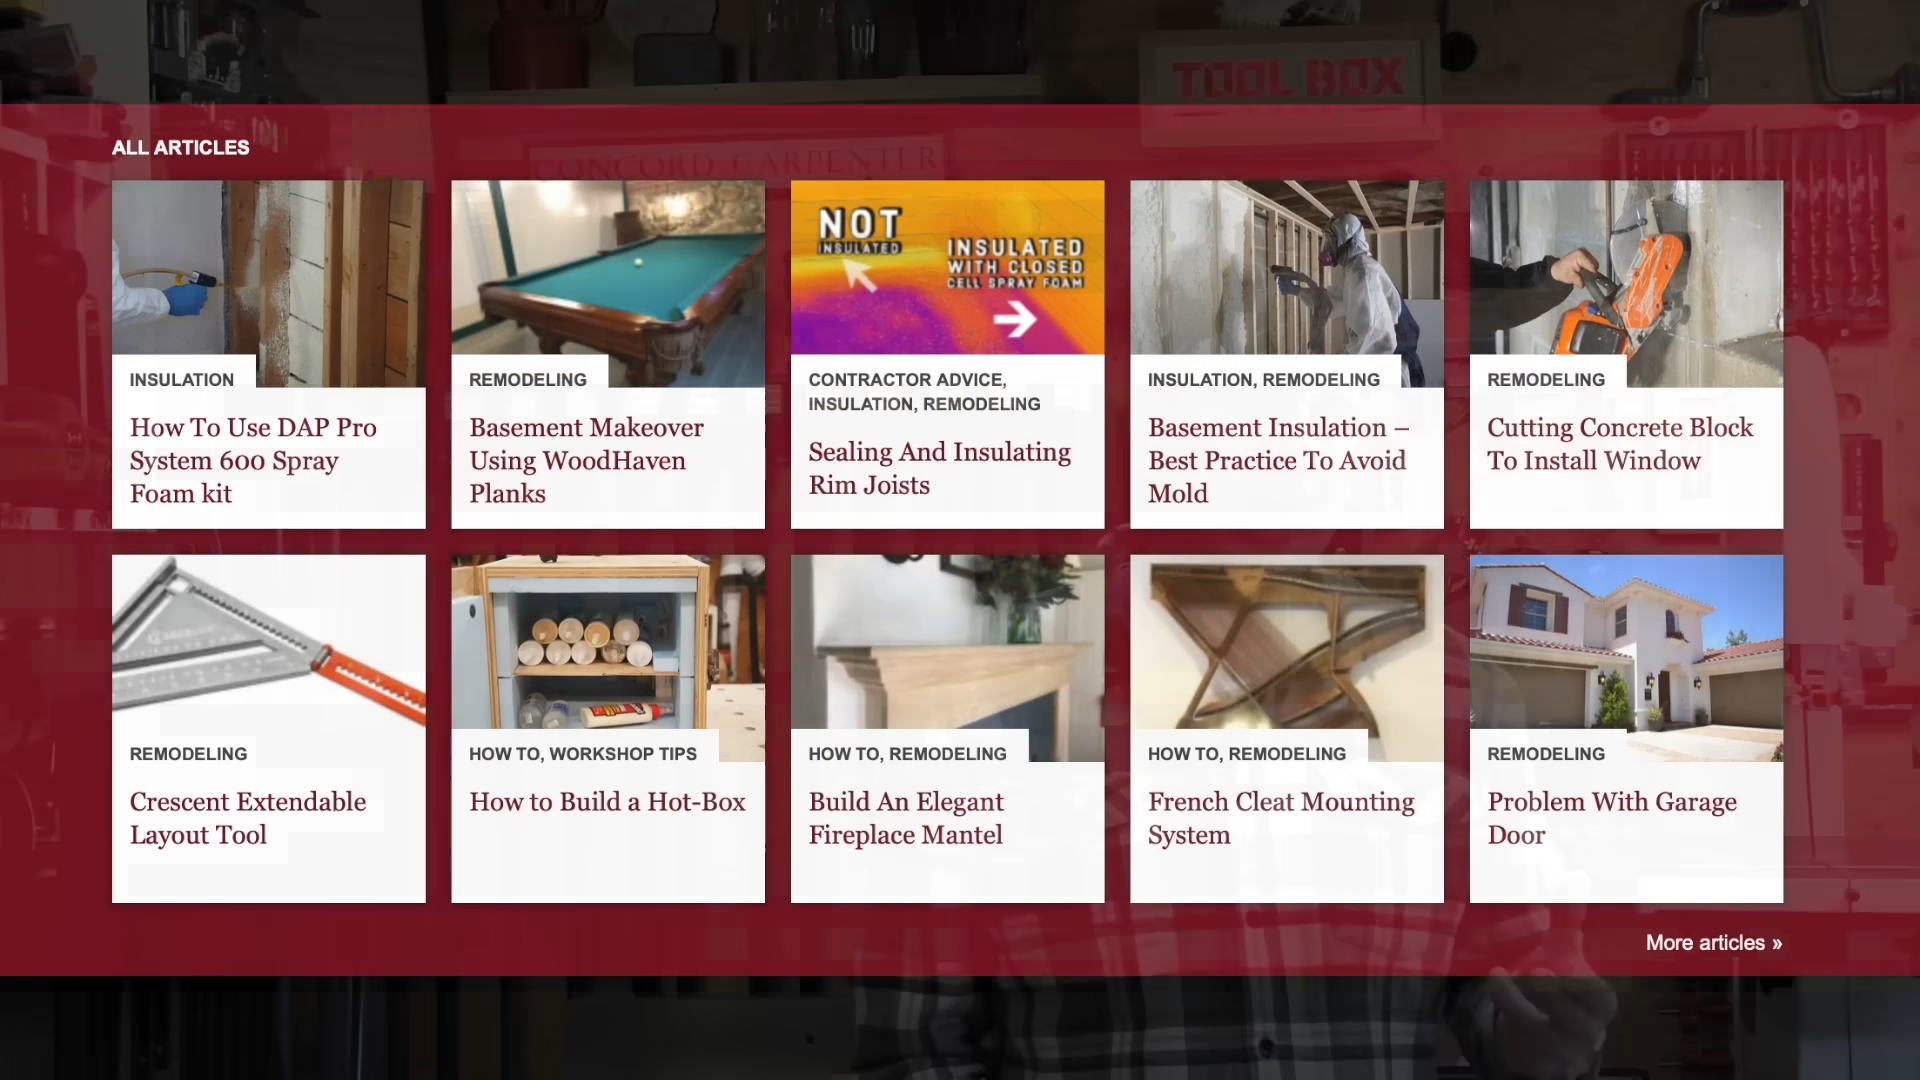 TOOL BOX
CONCORD CARPENTER
ALL ARTICLES
NOT
INSULATED
INSULATED
WITH CLOSED
CELL SPRAY FOAM
INSULATION
How To Use DAP Pro
System 600 Spray
Foam kit
REMODELING
Basement Makeover
Using WoodHaven
Planks
CONTRACTOR ADVICE,
INSULATION, REMODELING
Sealing And Insulating
Rim Joists
INSULATION, REMODELING
Basement Insulation –
Best Practice To Avoid
Mold
REMODELING
Cutting Concrete Block
To Install Window
REMODELING
Crescent Extendable
Layout Tool
HOW TO, WORKSHOP TIPS
How to Build a Hot-Box
HOW TO, REMODELING
Build An Elegant
Fireplace Mantel
HOW TO, REMODELING
French Cleat Mounting
System
REMODELING
Problem With Garage
Door
More articles »